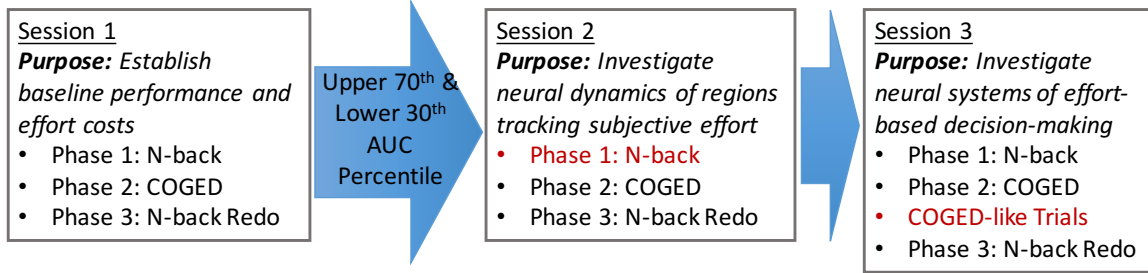 Session 1
Purpose: Establish
baseline performance and
effort costs
• Phase 1: N-back
• Phase 2: COGED
• Phase 3: N-back Redo
Upper 70th &
Lower 30th
AUC
Percentile
Session 2
Purpose: Investigate
neural dynamics of regions
tracking subjective effort
• Phase 1: N-back
• Phase 2: COGED
• Phase 3: N-back Redo
Session 3
Purpose: Investigate
neural systems of effort-
based decision-making
• Phase 1: N-back
• Phase 2: COGED
• COGED-like Trials
• Phase 3: N-back Redo